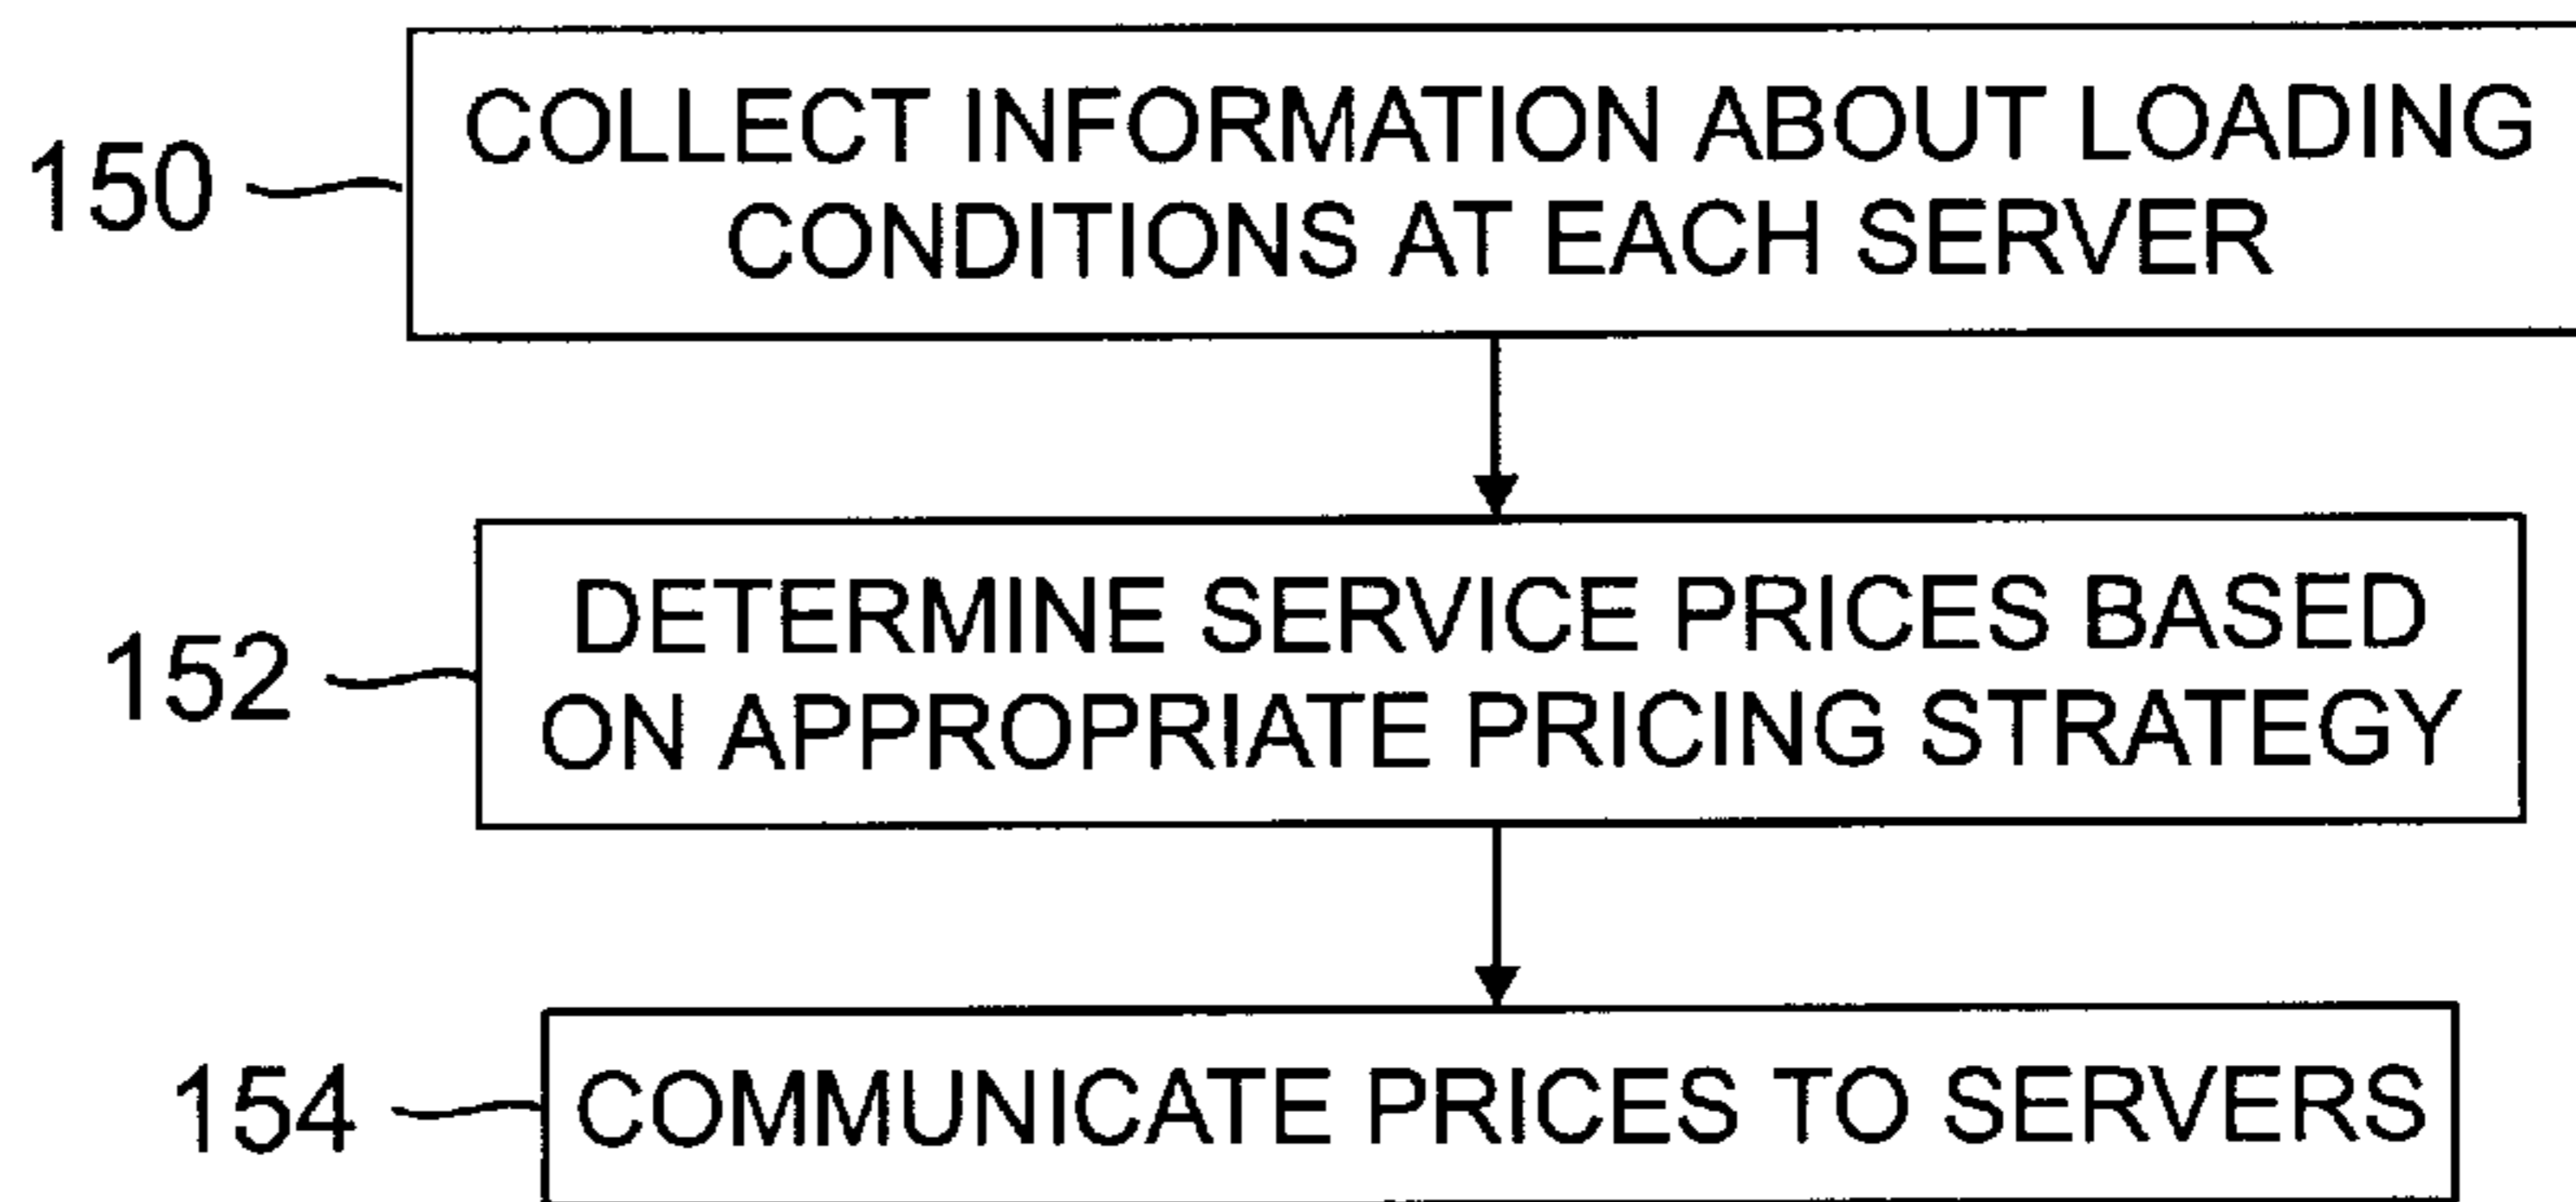 150
COLLECT INFORMATION ABOUT LOADING
CONDITIONS AT EACH SERVER
152
DETERMINE SERVICE PRICES BASED
ON APPROPRIATE PRICING STRATEGY
154
COMMUNICATE PRICES TO SERVERS